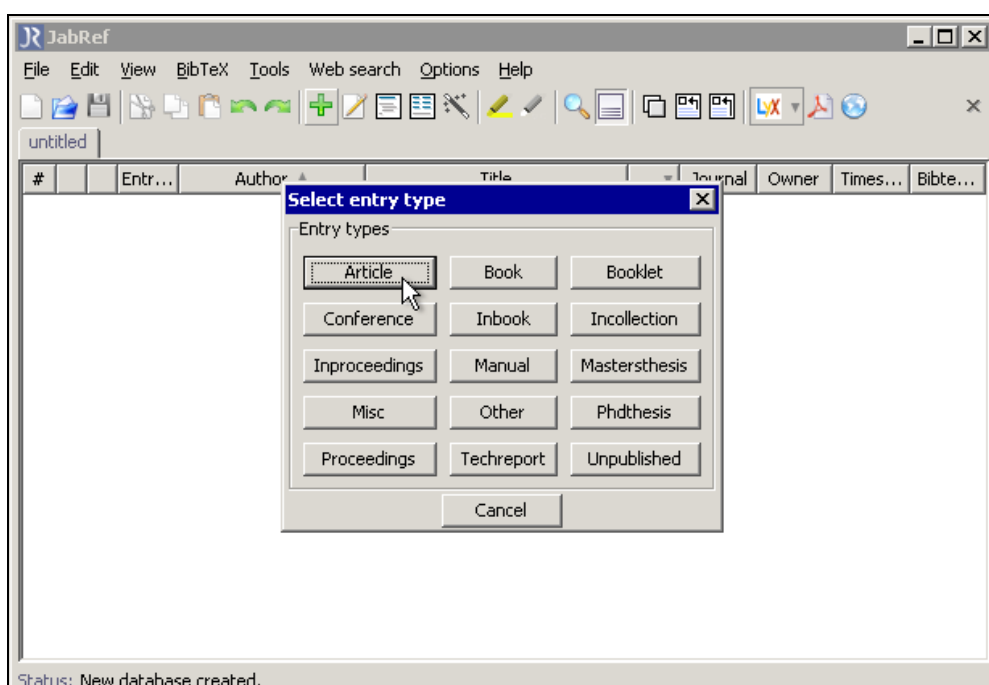 JabRef
File Edit View BibTeX Tools Web search Options Help
LyX
untitled
# Entr... Author Title Journal Owner Times... Bibte...
Select entry type
Entry types
Article Book Booklet
Conference Inbook Incollection
Inproceedings Manual Mastersthesis
Misc Other Phdthesis
Proceedings Techreport Unpublished
Cancel
Status: New database created.